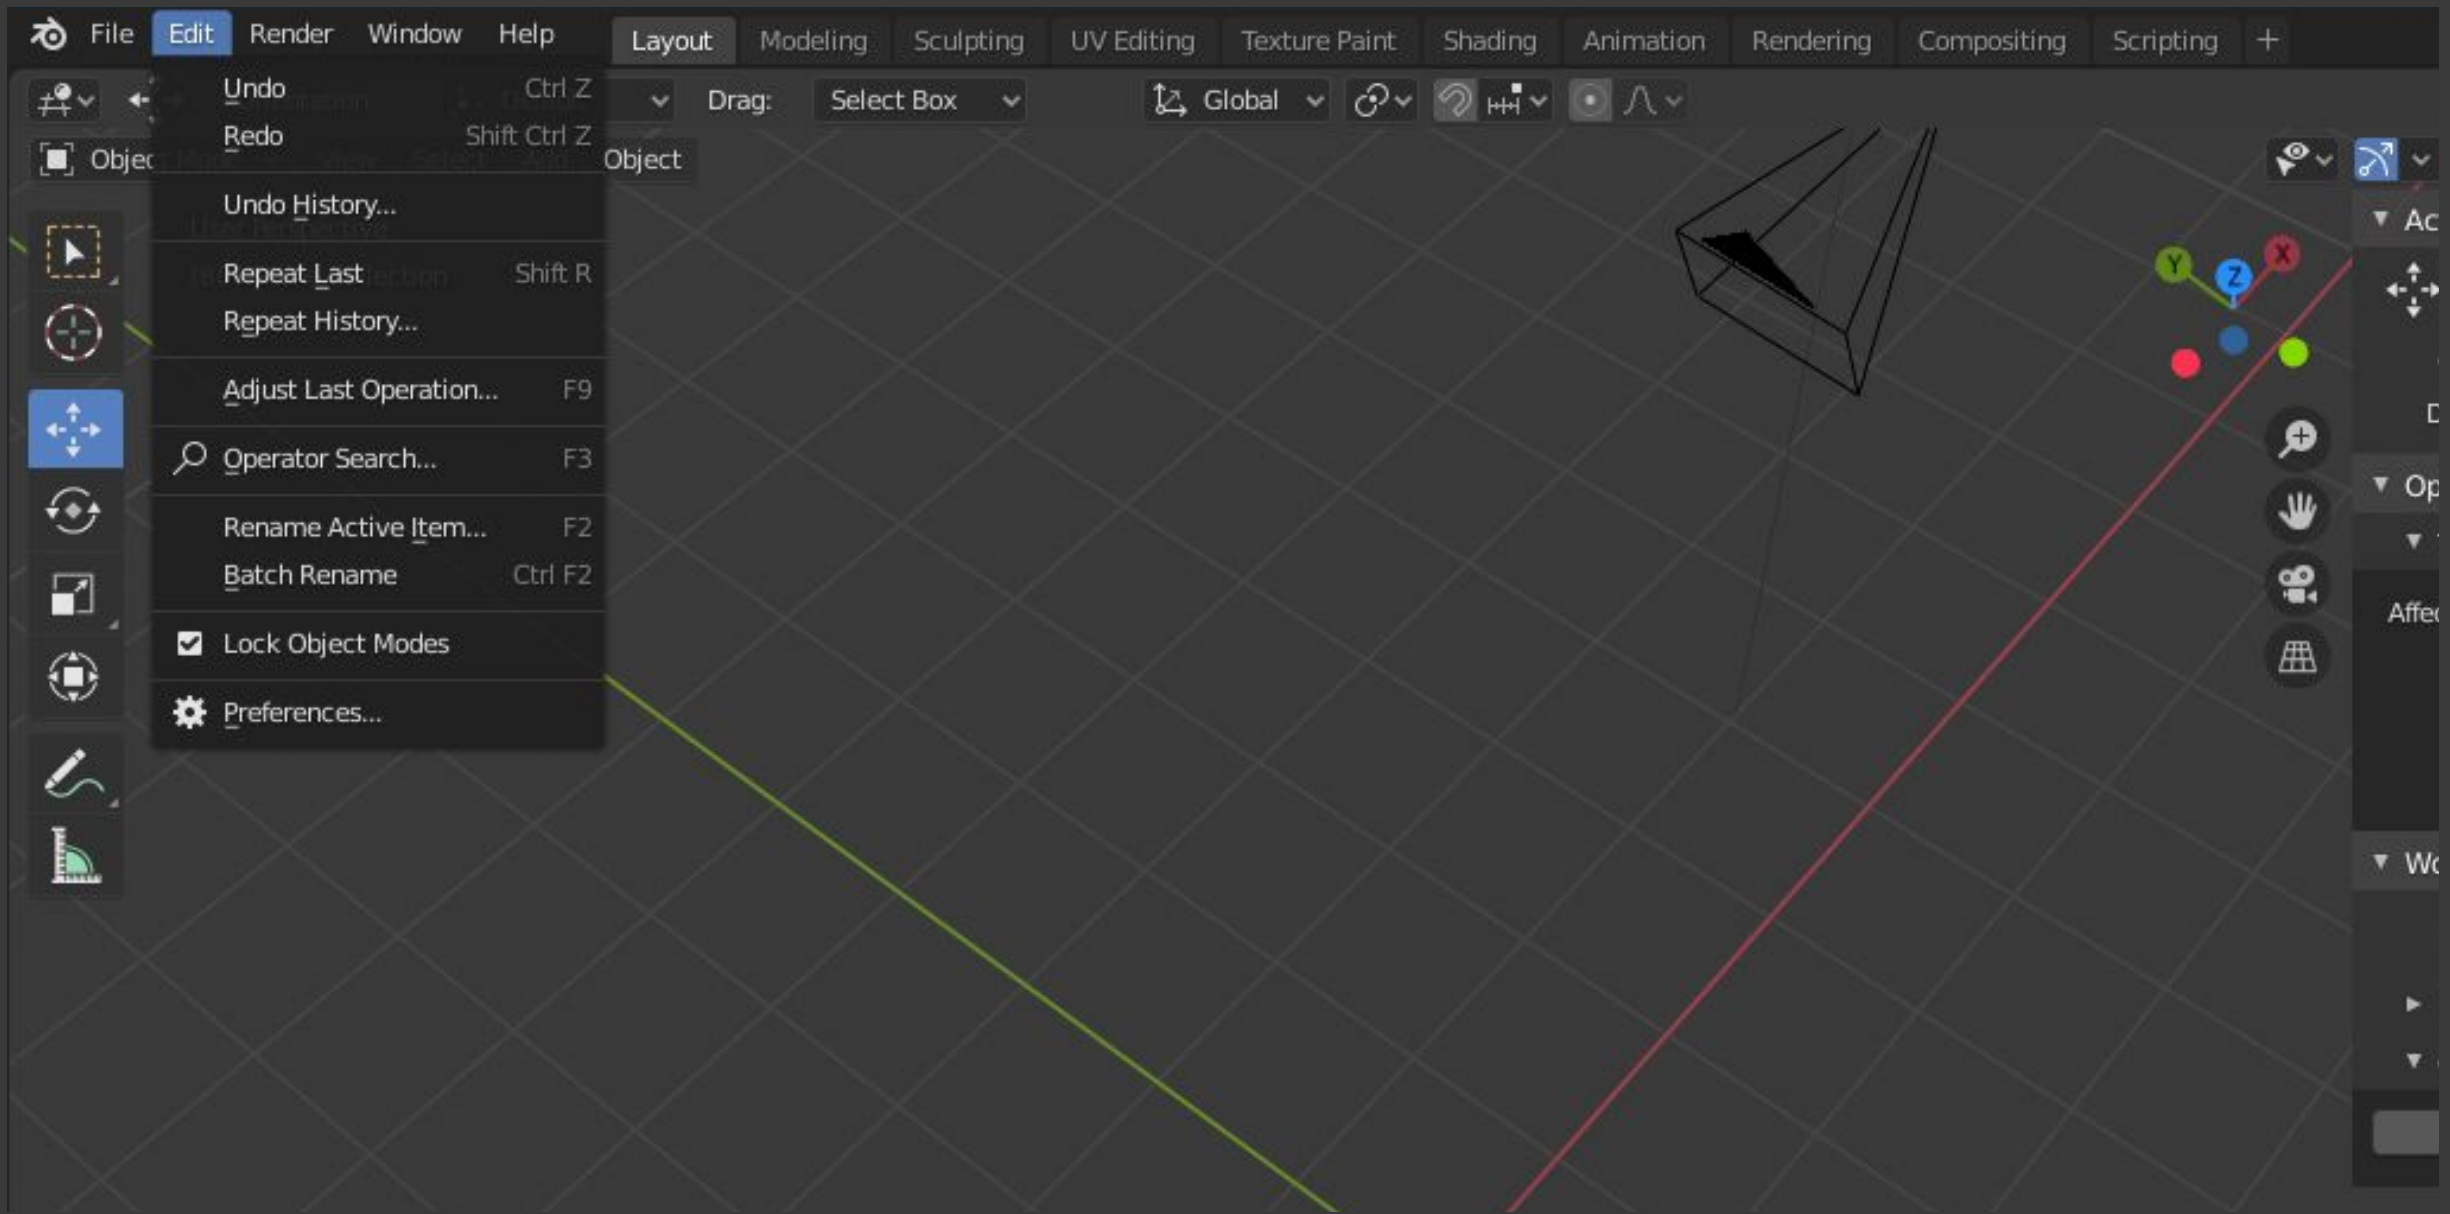 File Edit Render Window Help Layout Modeling Sculpting UV Editing Texture Paint Shading Animation Rendering Compositing Scripting +
Undo Ctrl Z
Drag: Select Box Global
Redo Shift Ctrl Z
Object
Undo History...
Repeat Last Shift R
Repeat History...
Adjust Last Operation... F9
Operator Search... F3
Rename Active Item... F2
Batch Rename Ctrl F2
Lock Object Modes
Preferences...
Y Z X